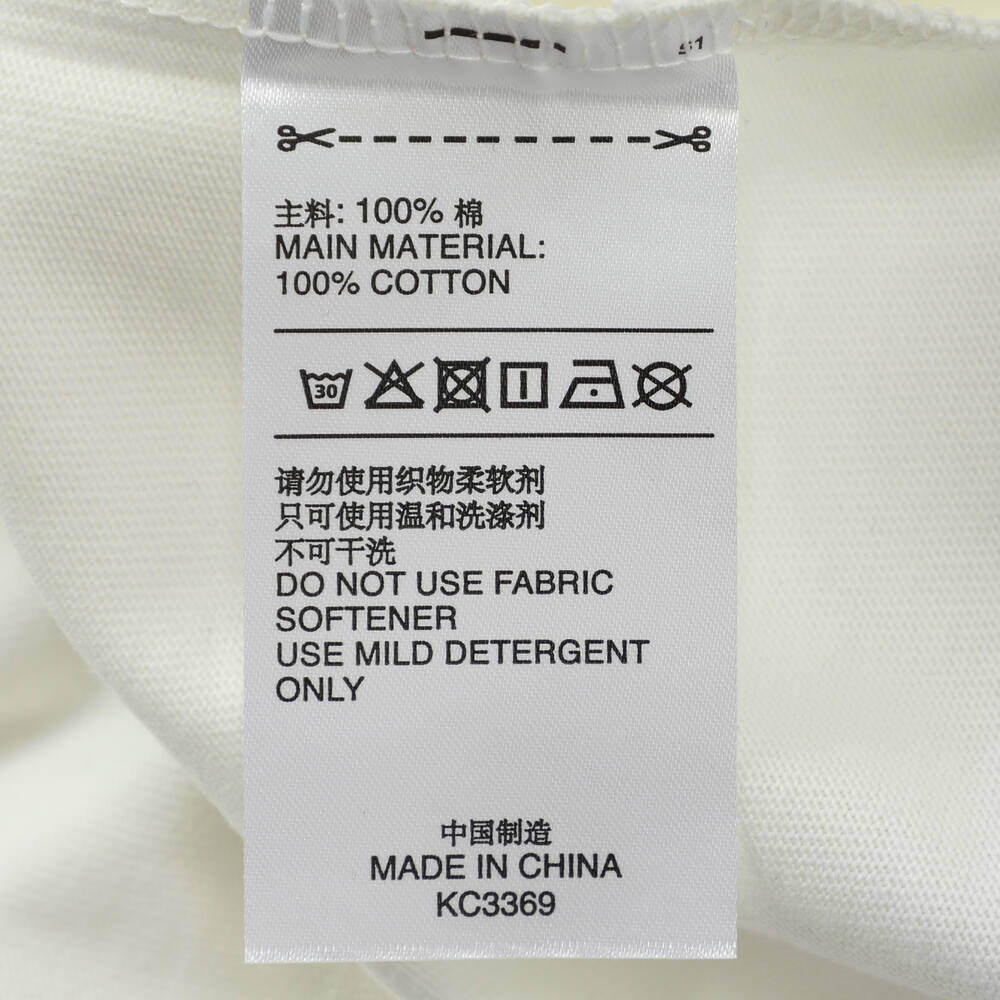 主料: 100% 棉
MAIN MATERIAL:
100% COTTON
30
请勿使用织物柔软剂
只可使用温和洗涤剂
不可干洗
DO NOT USE FABRIC
SOFTENER
USE MILD DETERGENT
ONLY
中国制造
MADE IN CHINA
KC3369